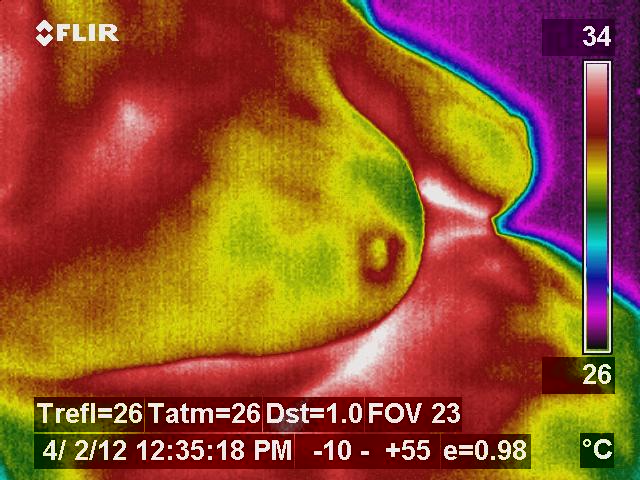 FLIR
34
26
Trefl=26 Tatm=26 Dst=1.0 FOV 23
4/ 2/12 12:35:18 PM -10 - +55 e=0.98 °C